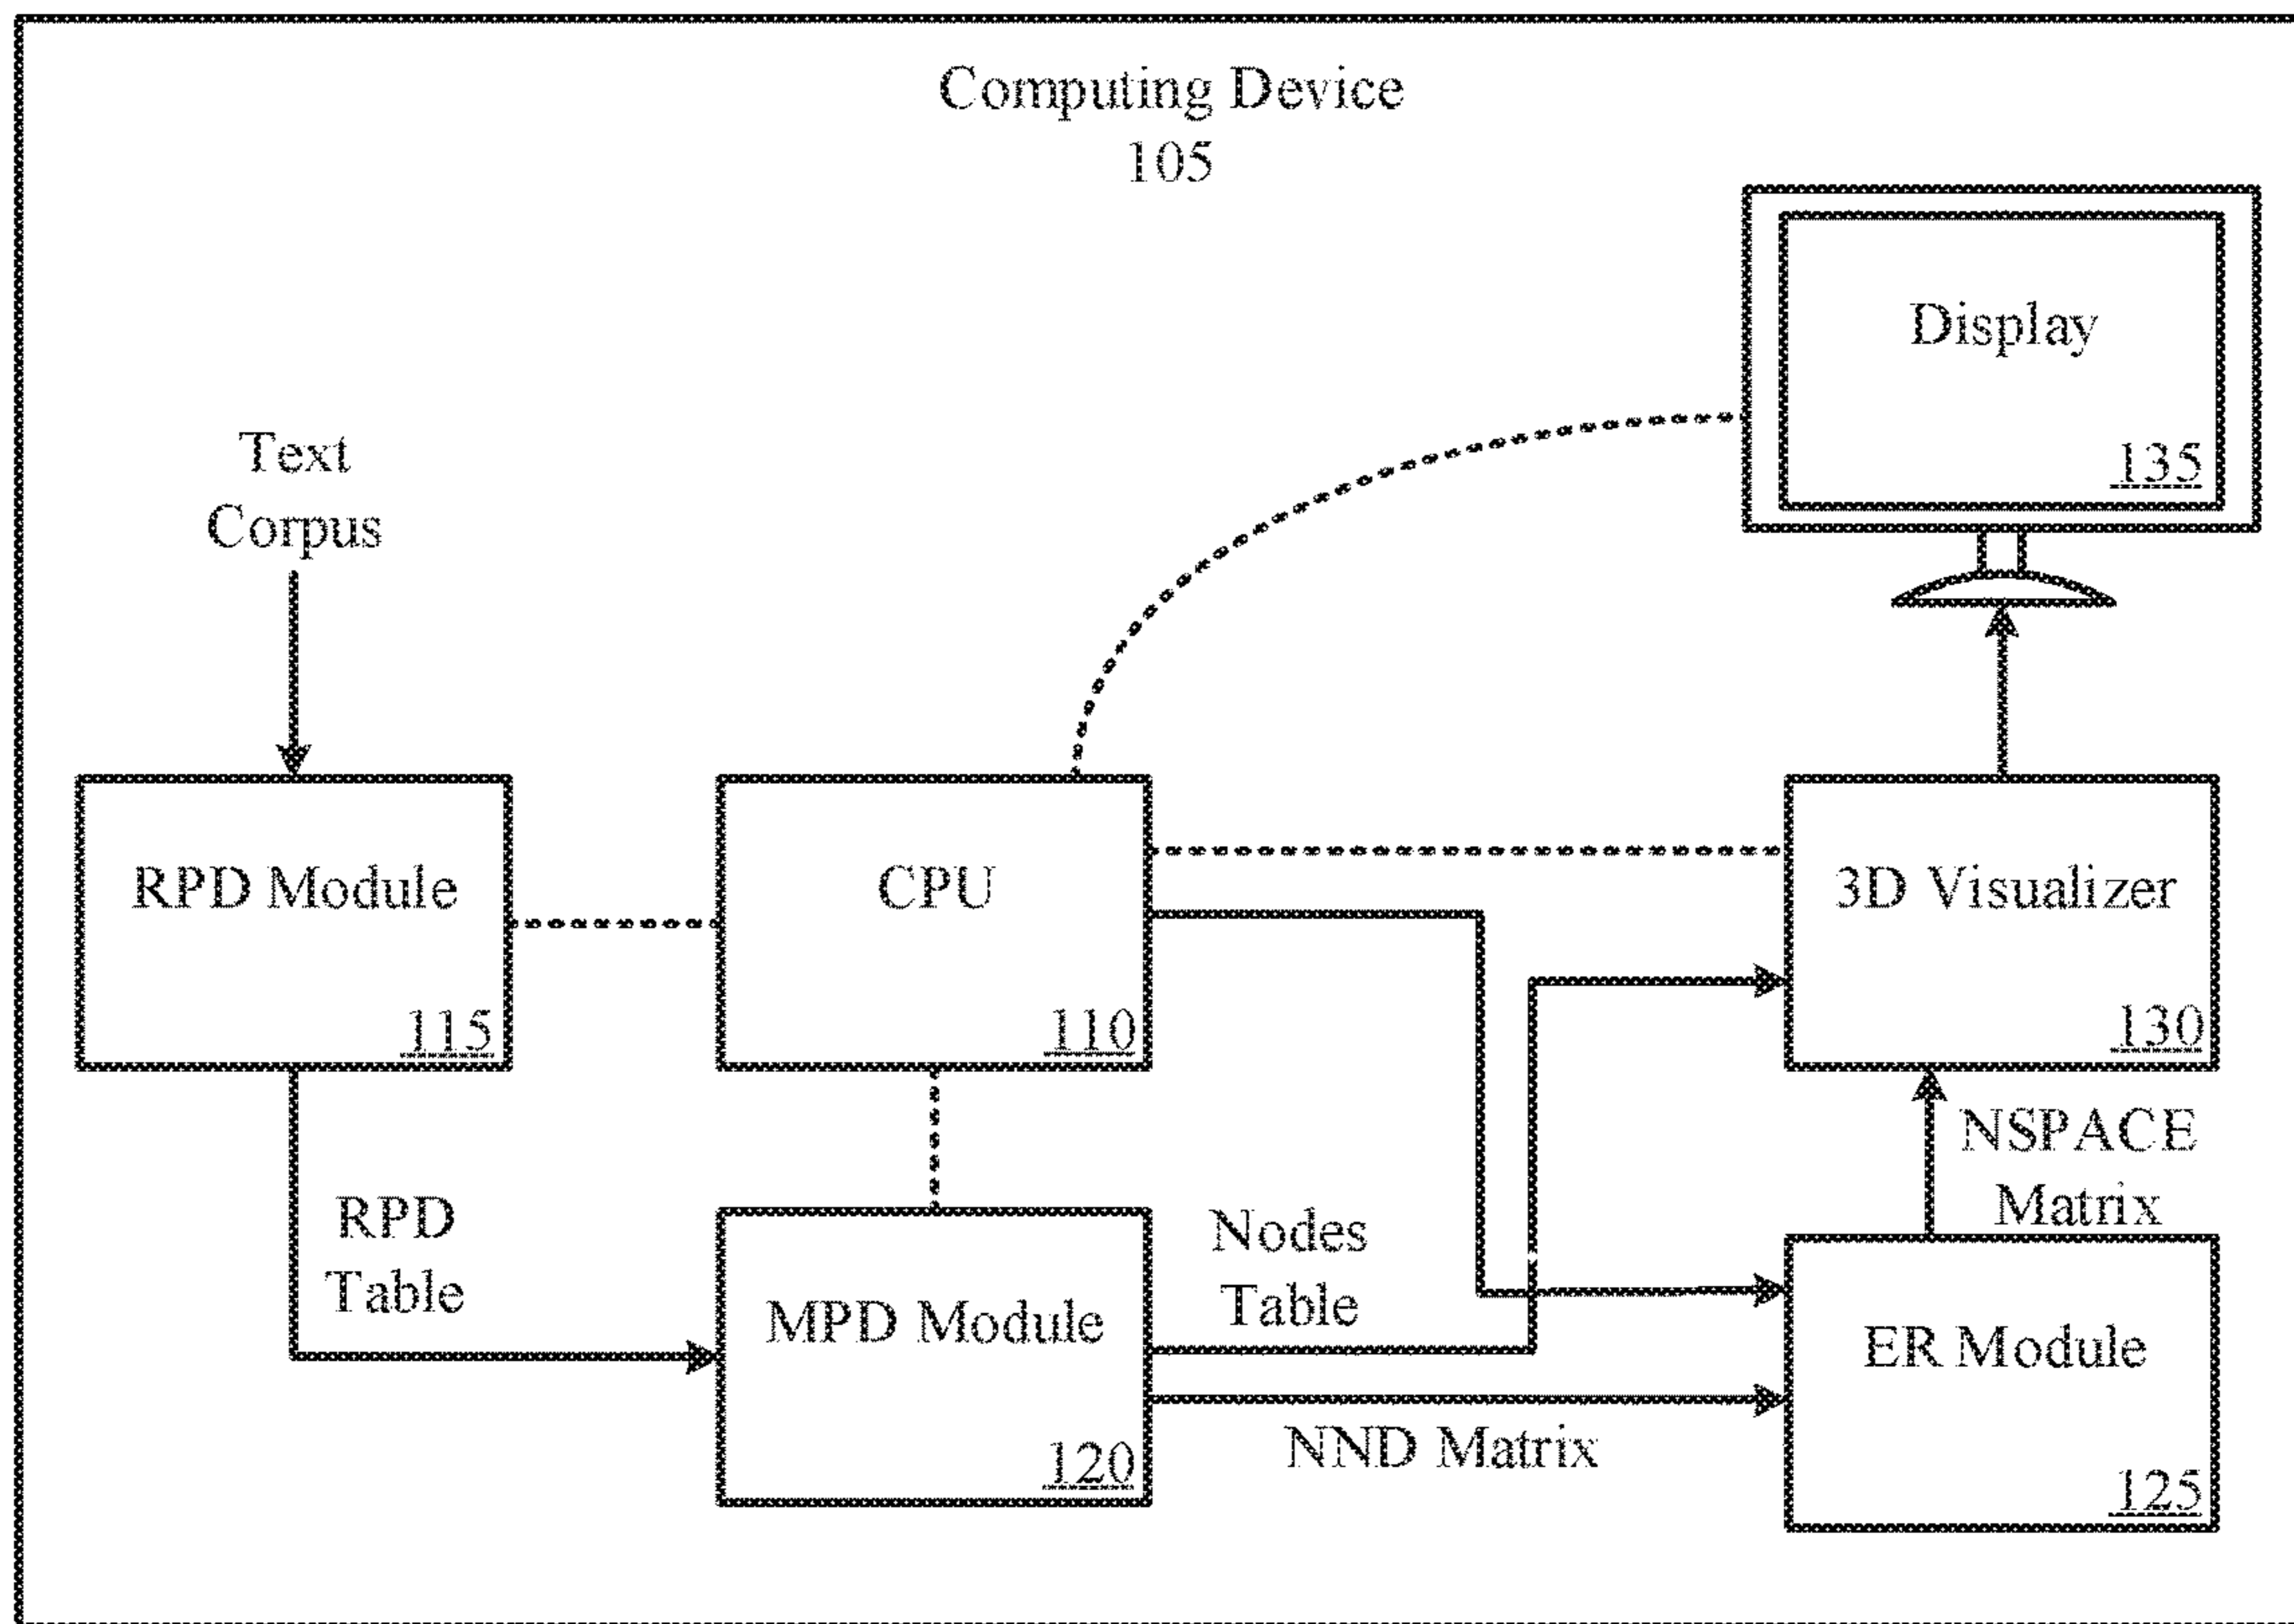 Computing Device
105
Display
135
Text
Corpus
RPD Module
115
CPU
110
3D Visualizer
130
NSPACE
Matrix
RPD
Table
Nodes
Table
MPD Module
120
NND Matrix
ER Module
125